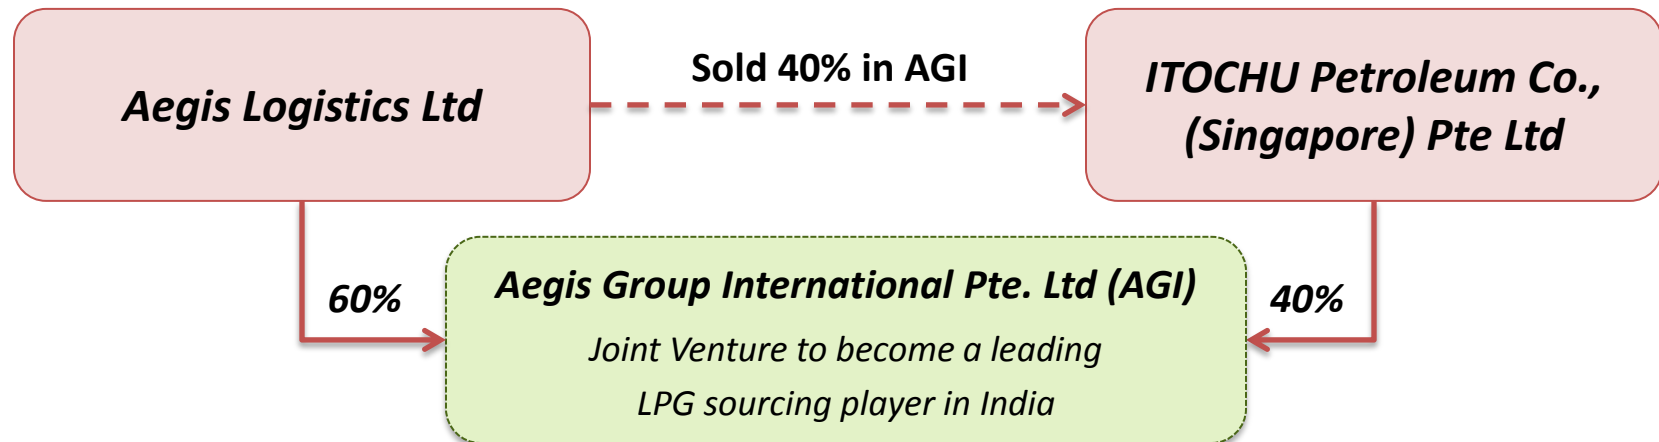 Aegis Logistics Ltd
Sold 40% in AGI
ITOCHU Petroleum Co.,
(Singapore) Pte Ltd
60%
Aegis Group International Pte. Ltd (AGI)
Joint Venture to become a leading
LPG sourcing player in India
40%